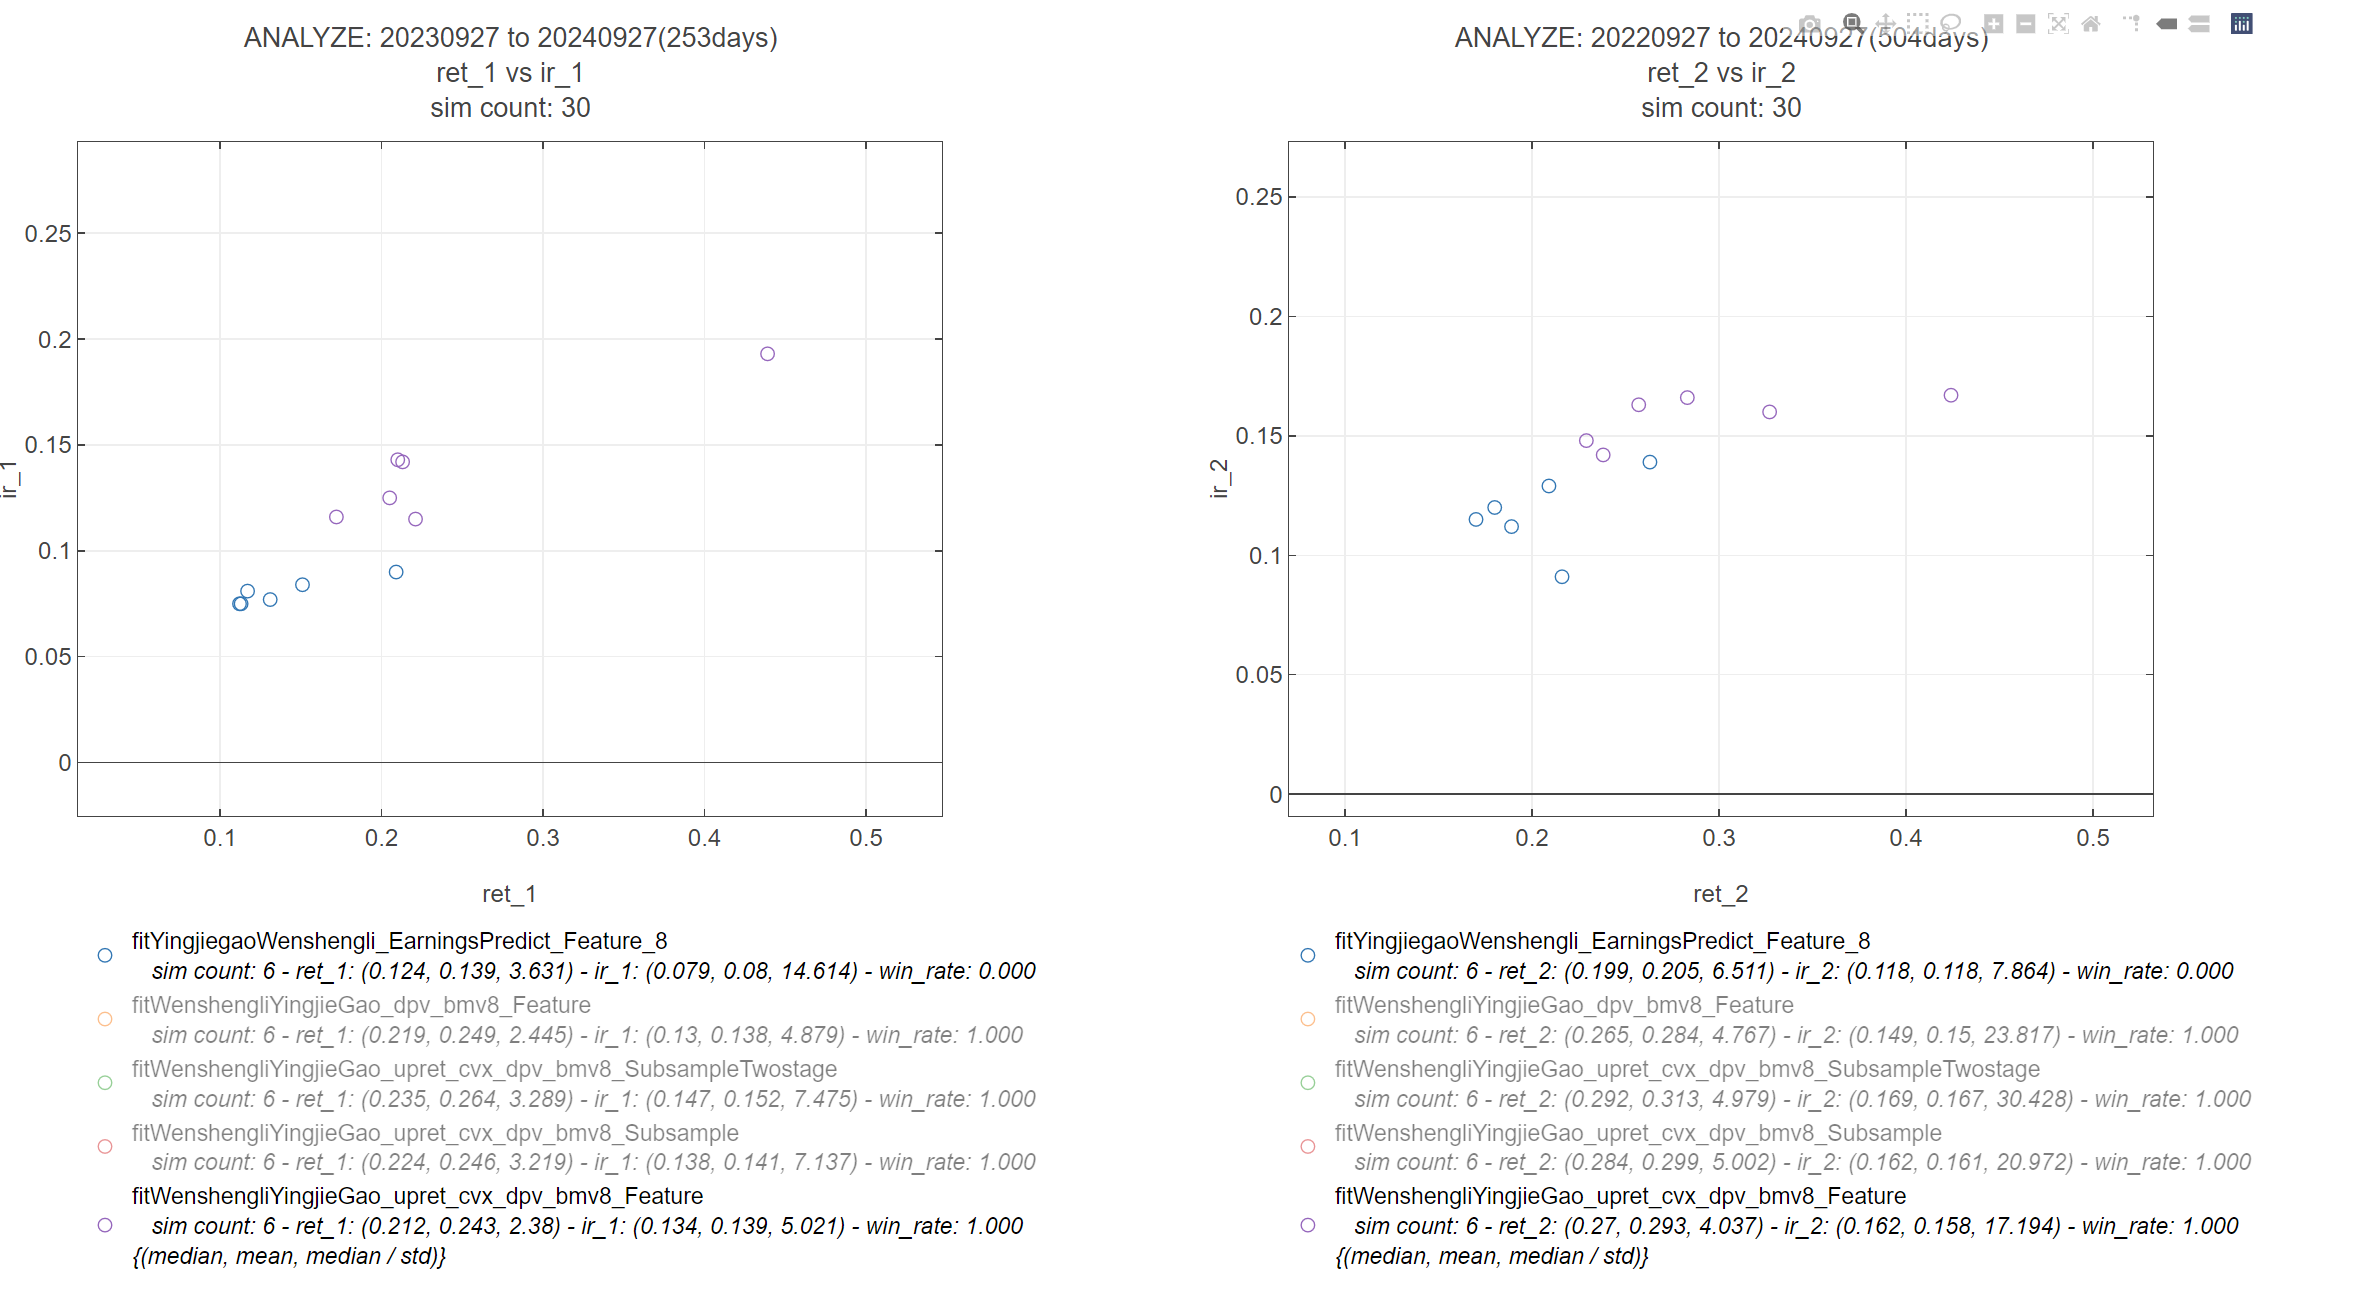 ANALYZE: 20230927 to 20240927(253days)
ret_1 vs ir_1
sim count: 30
0.25
0.2
0.15
0.1
0.05
0
ir_1
0.1
0.2
0.3
0.4
0.5
ret_1
fitYingjiegaoWenshengli_EarningsPredict_Feature_8
sim count: 6 - ret_1: (0.124, 0.139, 3.631) - ir_1: (0.079, 0.08, 14.614) - win_rate: 0.000
fitWenshengliYingjieGao_dpv_bmv8_Feature
sim count: 6 - ret_1: (0.219, 0.249, 2.445) - ir_1: (0.13, 0.138, 4.879) - win_rate: 1.000
fitWenshengliYingjieGao_upret_cvx_dpv_bmv8_SubsampleTwostage
sim count: 6 - ret_1: (0.235, 0.264, 3.289) - ir_1: (0.147, 0.152, 7.475) - win_rate: 1.000
fitWenshengliYingjieGao_upret_cvx_dpv_bmv8_Subsample
sim count: 6 - ret_1: (0.224, 0.246, 3.219) - ir_1: (0.138, 0.141, 7.137) - win_rate: 1.000
fitWenshengliYingjieGao_upret_cvx_dpv_bmv8_Feature
sim count: 6 - ret_1: (0.212, 0.243, 2.38) - ir_1: (0.134, 0.139, 5.021) - win_rate: 1.000
{(median, mean, median / std)}
ANALYZE: 20220927 to 20240927(504days)
ret_2 vs ir_2
sim count: 30
0.25
0.2
0.15
0.1
0.05
0
ir_2
0.1
0.2
0.3
0.4
0.5
ret_2
fitYingjiegaoWenshengli_EarningsPredict_Feature_8
sim count: 6 - ret_2: (0.199, 0.205, 6.511) - ir_2: (0.118, 0.118, 7.864) - win_rate: 0.000
fitWenshengliYingjieGao_dpv_bmv8_Feature
sim count: 6 - ret_2: (0.265, 0.284, 4.767) - ir_2: (0.149, 0.15, 23.817) - win_rate: 1.000
fitWenshengliYingjieGao_upret_cvx_dpv_bmv8_SubsampleTwostage
sim count: 6 - ret_2: (0.292, 0.313, 4.979) - ir_2: (0.169, 0.167, 30.428) - win_rate: 1.000
fitWenshengliYingjieGao_upret_cvx_dpv_bmv8_Subsample
sim count: 6 - ret_2: (0.284, 0.299, 5.002) - ir_2: (0.162, 0.161, 20.972) - win_rate: 1.000
fitWenshengliYingjieGao_upret_cvx_dpv_bmv8_Feature
sim count: 6 - ret_2: (0.27, 0.293, 4.037) - ir_2: (0.162, 0.158, 17.194) - win_rate: 1.000
{(median, mean, median / std)}